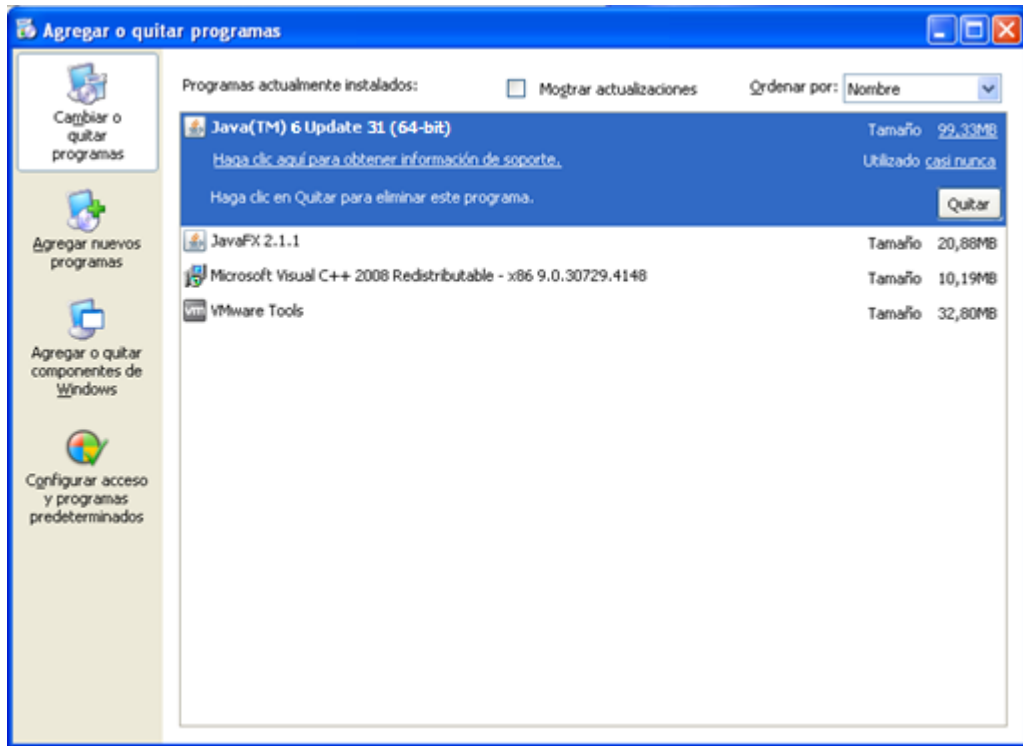 Agregar o quitar programas
Cambiar o
quitar
programas
Agregar nuevos
programas
Agregar o quitar
componentes de
Windows
Configurar acceso
y programas
predeterminados
Programas actualmente instalados: Mostrar actualizaciones Ordenar por: Nombre
Java(TM) 6 Update 31 (64-bit) Tamaño 99,33MB
Haga clic aquí para obtener información de soporte. Utilizado casi nunca
Haga clic en Quitar para eliminar este programa. Quitar
JavaFX 2.1.1 Tamaño 20,88MB
Microsoft Visual C++ 2008 Redistributable - x86 9.0.30729.4148 Tamaño 10,19MB
vm VMware Tools Tamaño 32,80MB